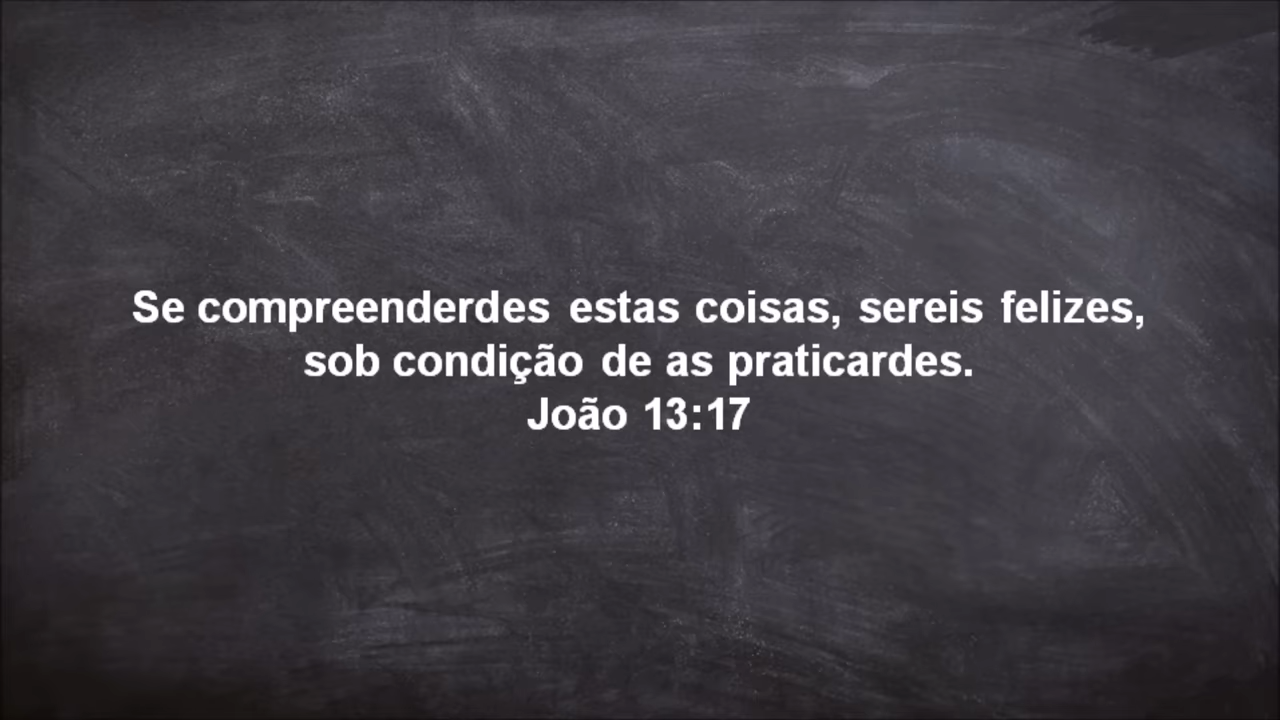 Se compreenderdes estas coisas, sereis felizes,
sob condição de as praticardes.
João 13:17